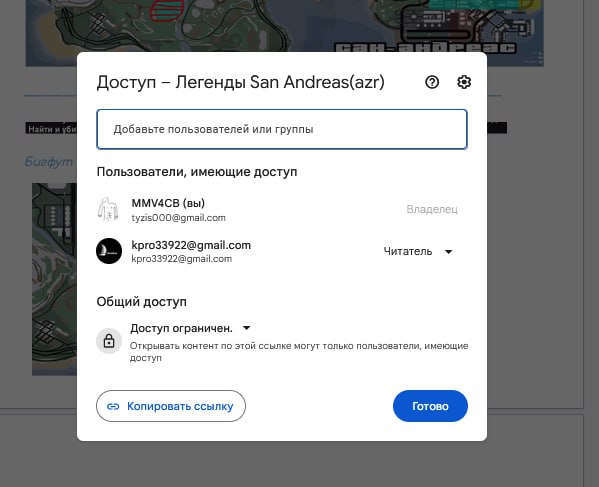 САН-АНДРЕАС
Доступ – Легенды San Andreas(azr)
Добавьте пользователей или группы
Найти и уби
Бигфут
Пользователи, имеющие доступ
MMV4CB (вы)
tyzis000@gmail.com
Владелец
kpro33922@gmail.com
kpro33922@gmail.com
Читатель
Общий доступ
Доступ ограничен.
Открывать контент по этой ссылке могут только пользователи, имеющие
доступ
Копировать ссылку
Готово